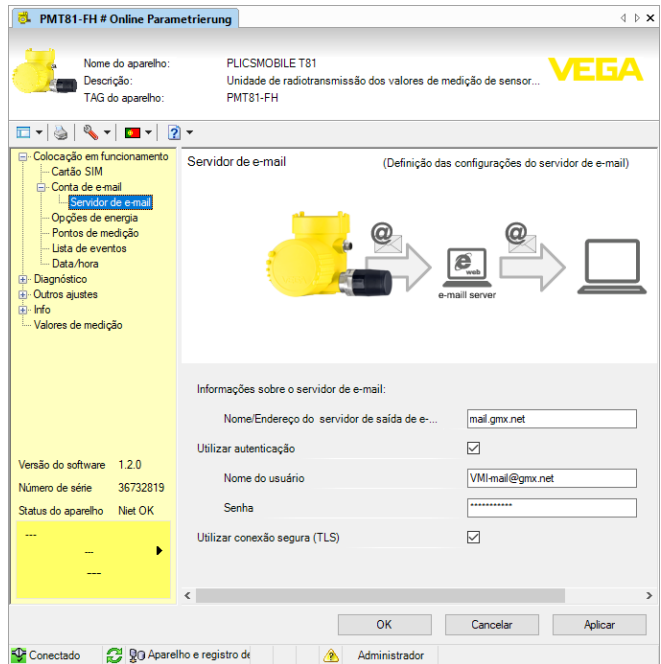 PMT81-FH # Online Parametrierung
Nome do aparelho: PLICSMOBILE T81
Descrição: Unidade de radiotransmissão dos valores de medição de sensor...
TAG do aparelho: PMT81-FH
VEGA
Colocação em funcionamento
Cartão SIM
Conta de e-mail
Servidor de e-mail
Opções de energia
Pontos de medição
Lista de eventos
Data/hora
Diagnóstico
Outros ajustes
Info
Valores de medição
Versão do software 1.2.0
Número de série 36732819
Status do aparelho Niet OK
---
---
---
Servidor de e-mail (Definição das configurações do servidor de e-mail)
@ @
e web
e-maill server
Informações sobre o servidor de e-mail:
Nome/Endereço do servidor de saída de e-... mail.gmx.net
Utilizar autenticação
Nome do usuário VMI-mail@gmx.net
Senha ***********
Utilizar conexão segura (TLS)
OK Cancelar Aplicar
Conectado Aparelho e registro de Administrador